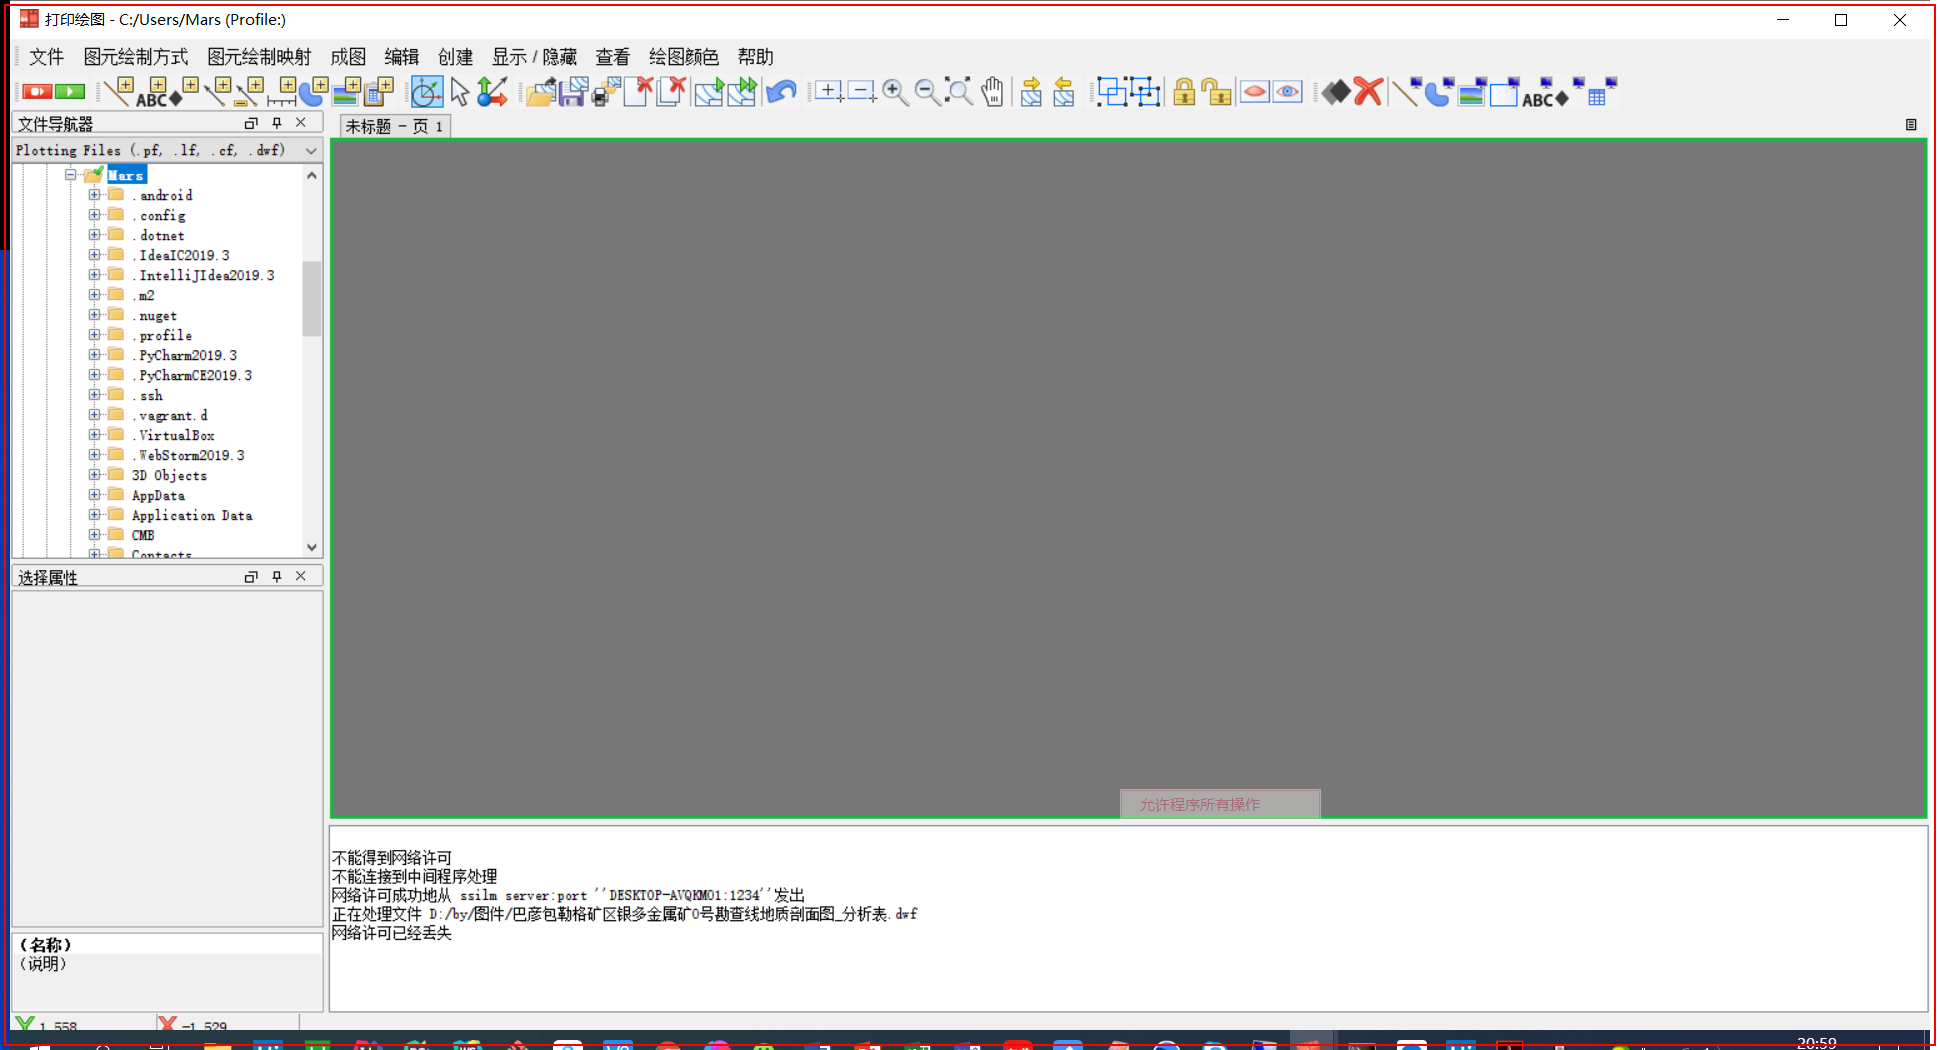 打印绘图 - C:/Users/Mars (Profile:)
文件 图元绘制方式 图元绘制映射 成图 编辑 创建 显示 / 隐藏 查看 绘图颜色 帮助
ABC
ABC
文件导航器
未标题 - 页 1
Plotting Files (.pf, .lf, .cf, .dwf)
Mars
.android
.config
.dotnet
.IdeaIC2019.3
.IntelliJIdea2019.3
.m2
.nuget
.profile
.PyCharm2019.3
.PyCharmCE2019.3
.ssh
.vagrant.d
.VirtualBox
.WebStorm2019.3
3D Objects
AppData
Application Data
CMB
Contacts
选择属性
允许程序所有操作
不能得到网络许可
不能连接到中间程序处理
网络许可成功地从 ssilm server:port ''DESKTOP-AVQKM01:1234''发出
正在处理文件 D:/by/图件/巴彦包勒格矿区银多金属矿0号勘查线地质剖面图_分析表.dwf
网络许可已经丢失
(名称)
(说明)
1.558
-1.529
20:59